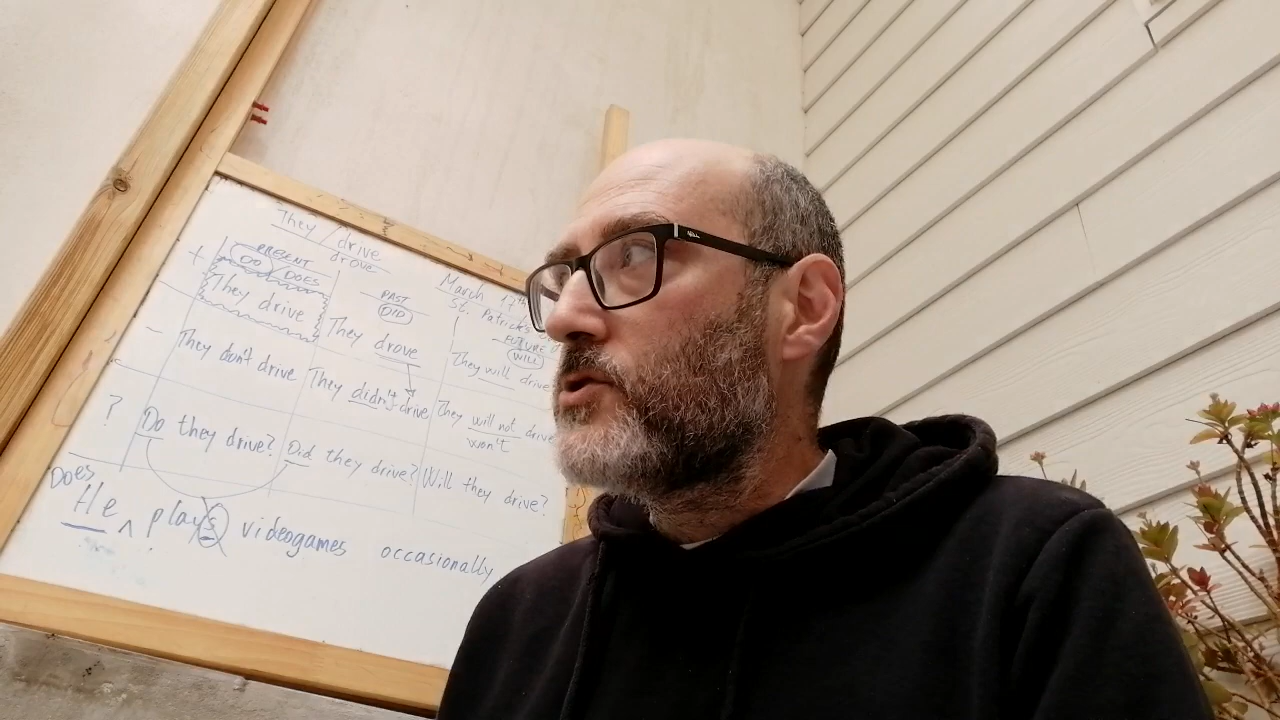 They / drive
drove
March 17th
St. Patrick's
PRESENT
DO / DOES
PAST
DID
FUTURE
WILL
+ They drive
They drove
They will drive
- They don't drive
They didn't drive
They will not drive
won't
? Do they drive?
Did they drive?
Will they drive?
Does
He ^ plays videogames occasionally